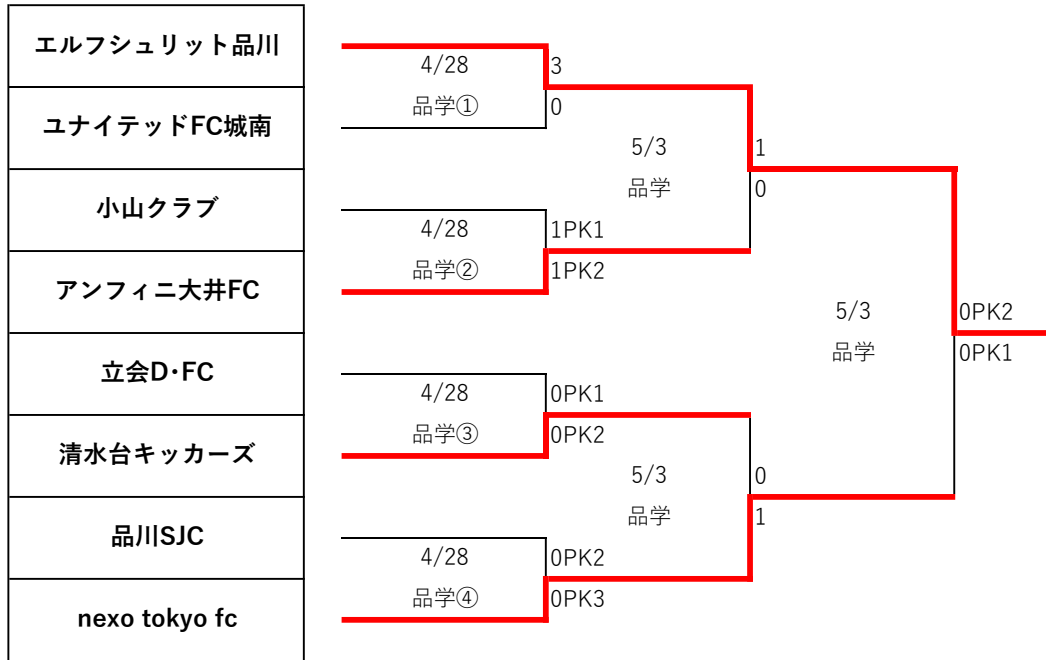 エルフシュリット品川
ユナイテッドFC城南
小山クラブ
アンフィニ大井FC
立会D・FC
清水台キッカーズ
品川SJC
nexo tokyo fc
4/28
品学①
3
0
4/28
品学②
1PK1
1PK2
4/28
品学③
0PK1
0PK2
4/28
品学④
0PK2
0PK3
5/3
品学
1
0
5/3
品学
0
1
5/3
品学
0PK2
0PK1